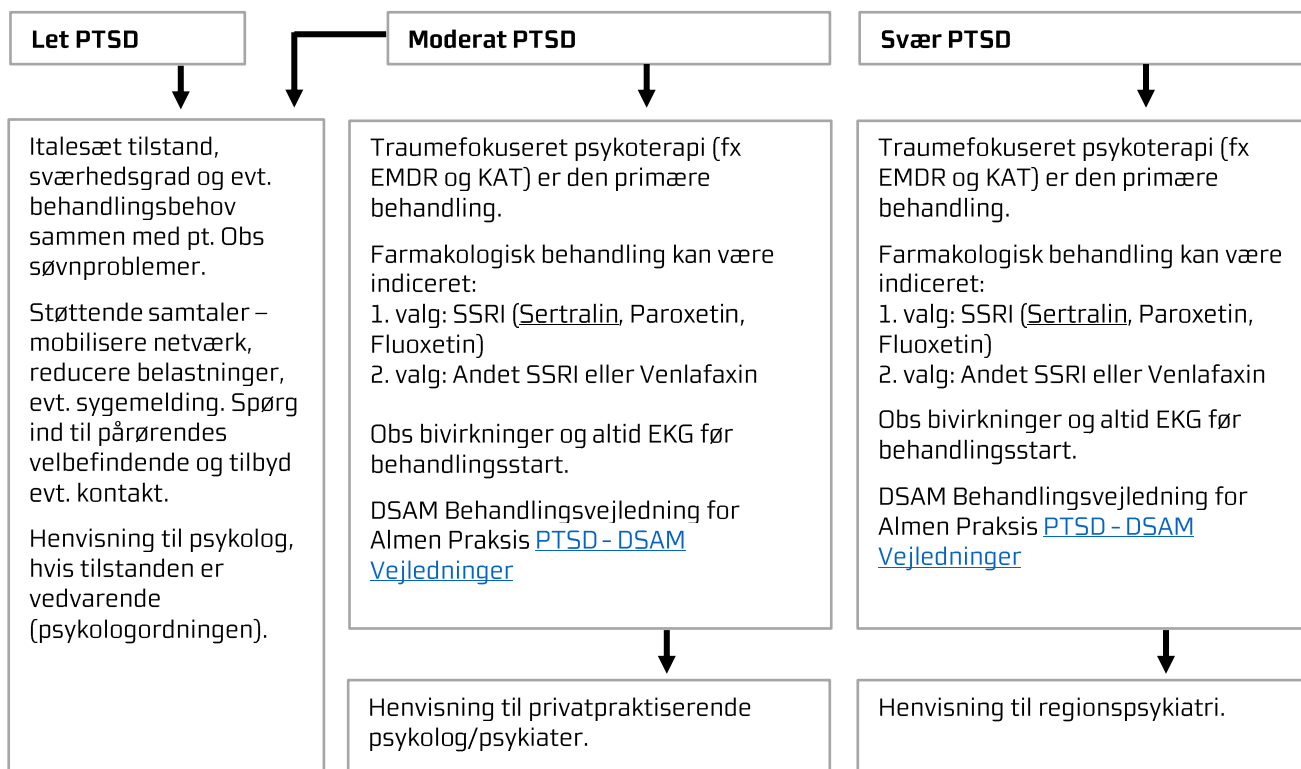 Let PTSD
Moderat PTSD
Svær PTSD
Italesæt tilstand,
sværhedsgrad og evt.
behandlingsbehov
sammen med pt. Obs
søvnproblemer.
Støttende samtaler –
mobilisere netværk,
reducere belastninger,
evt. sygemelding. Spørg
ind til pårørendes
velbefindende og tilbyd
evt. kontakt.
Henvisning til psykolog,
hvis tilstanden er
vedvarende
(psykologordningen).
Traumefokuseret psykoterapi (fx
EMDR og KAT) er den primære
behandling.
Farmakologisk behandling kan være
indiceret:
1. valg: SSRI (Sertralin, Paroxetin,
Fluoxetin)
2. valg: Andet SSRI eller Venlafaxin
Obs bivirkninger og altid EKG før
behandlingsstart.
DSAM Behandlingsvejledning for
Almen Praksis PTSD - DSAM
Vejledninger
Henvisning til privatpraktiserende
psykolog/psykiater.
Traumefokuseret psykoterapi (fx
EMDR og KAT) er den primære
behandling.
Farmakologisk behandling kan være
indiceret:
1. valg: SSRI (Sertralin, Paroxetin,
Fluoxetin)
2. valg: Andet SSRI eller Venlafaxin
Obs bivirkninger og altid EKG før
behandlingsstart.
DSAM Behandlingsvejledning for
Almen Praksis PTSD - DSAM
Vejledninger
Henvisning til regionspsykiatri.